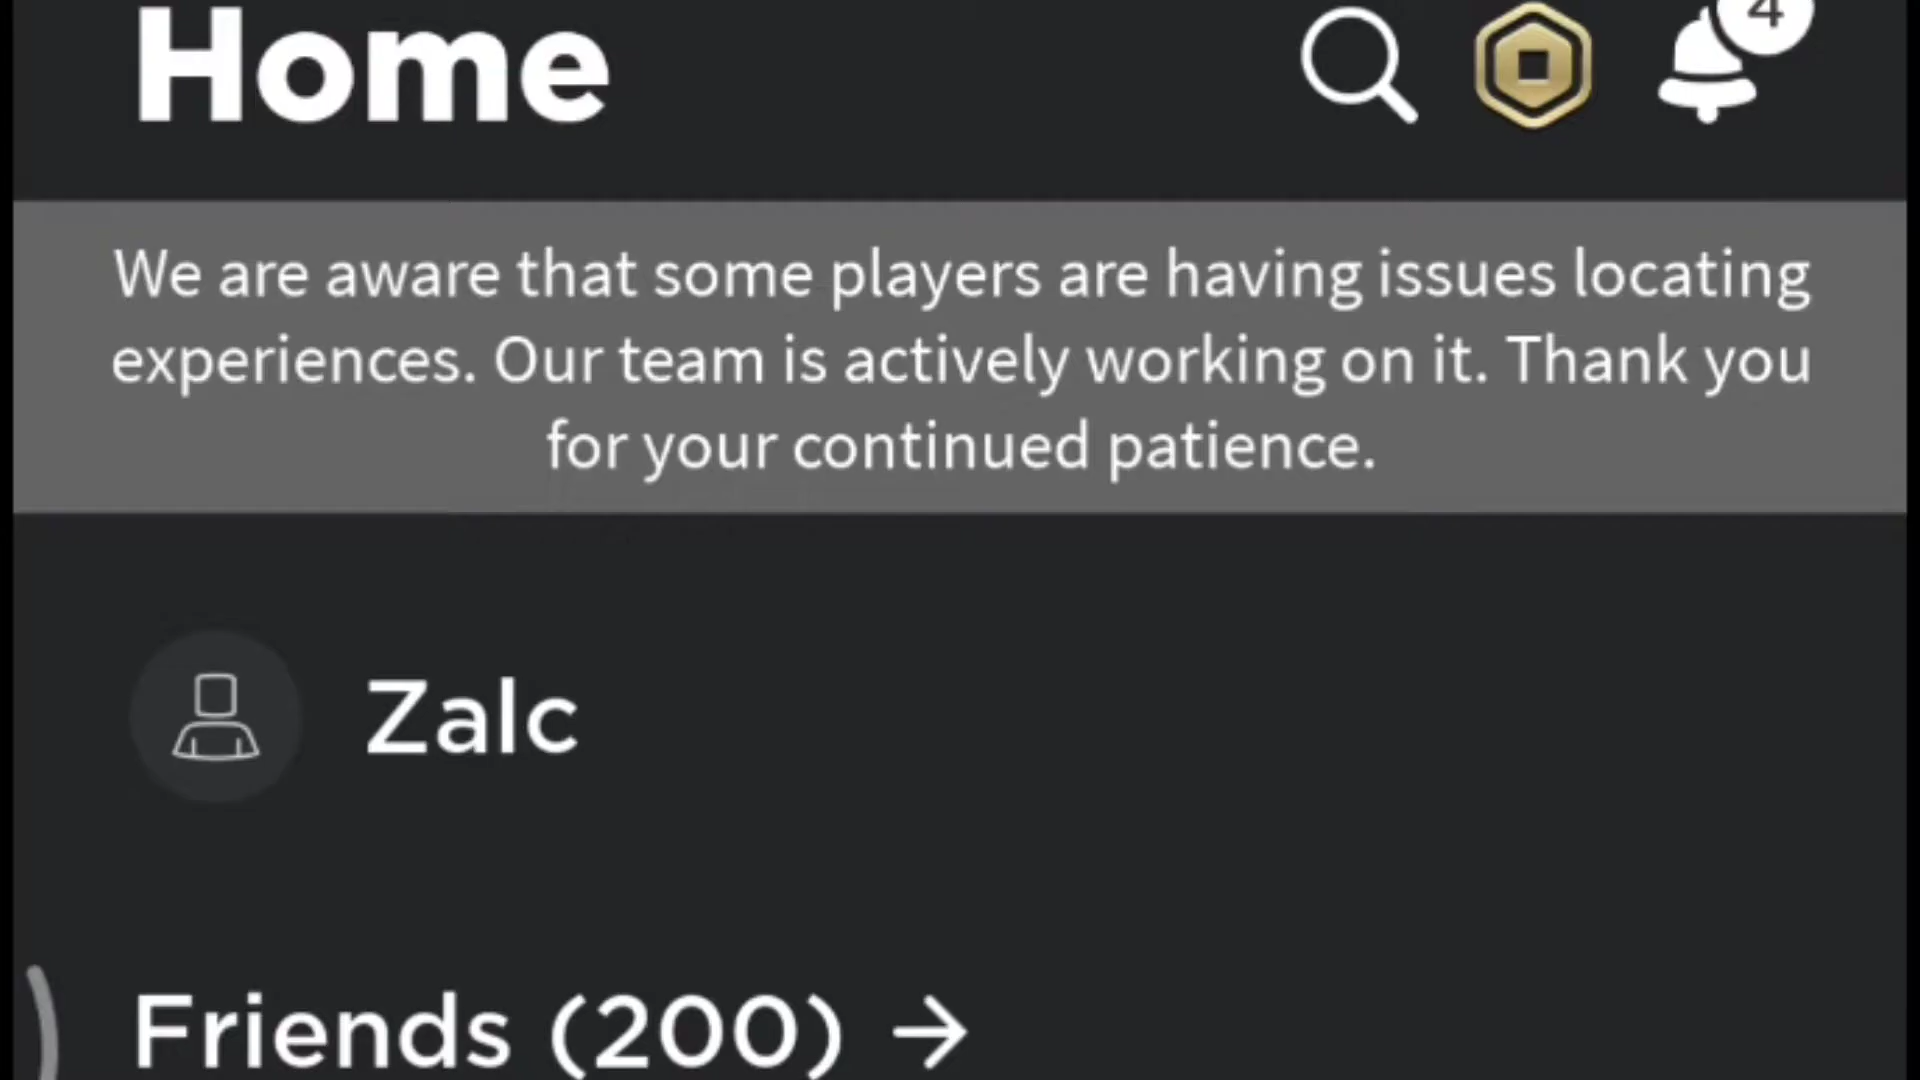 Home
4
We are aware that some players are having issues locating
experiences. Our team is actively working on it. Thank you
for your continued patience.
Zalc
Friends (200) →